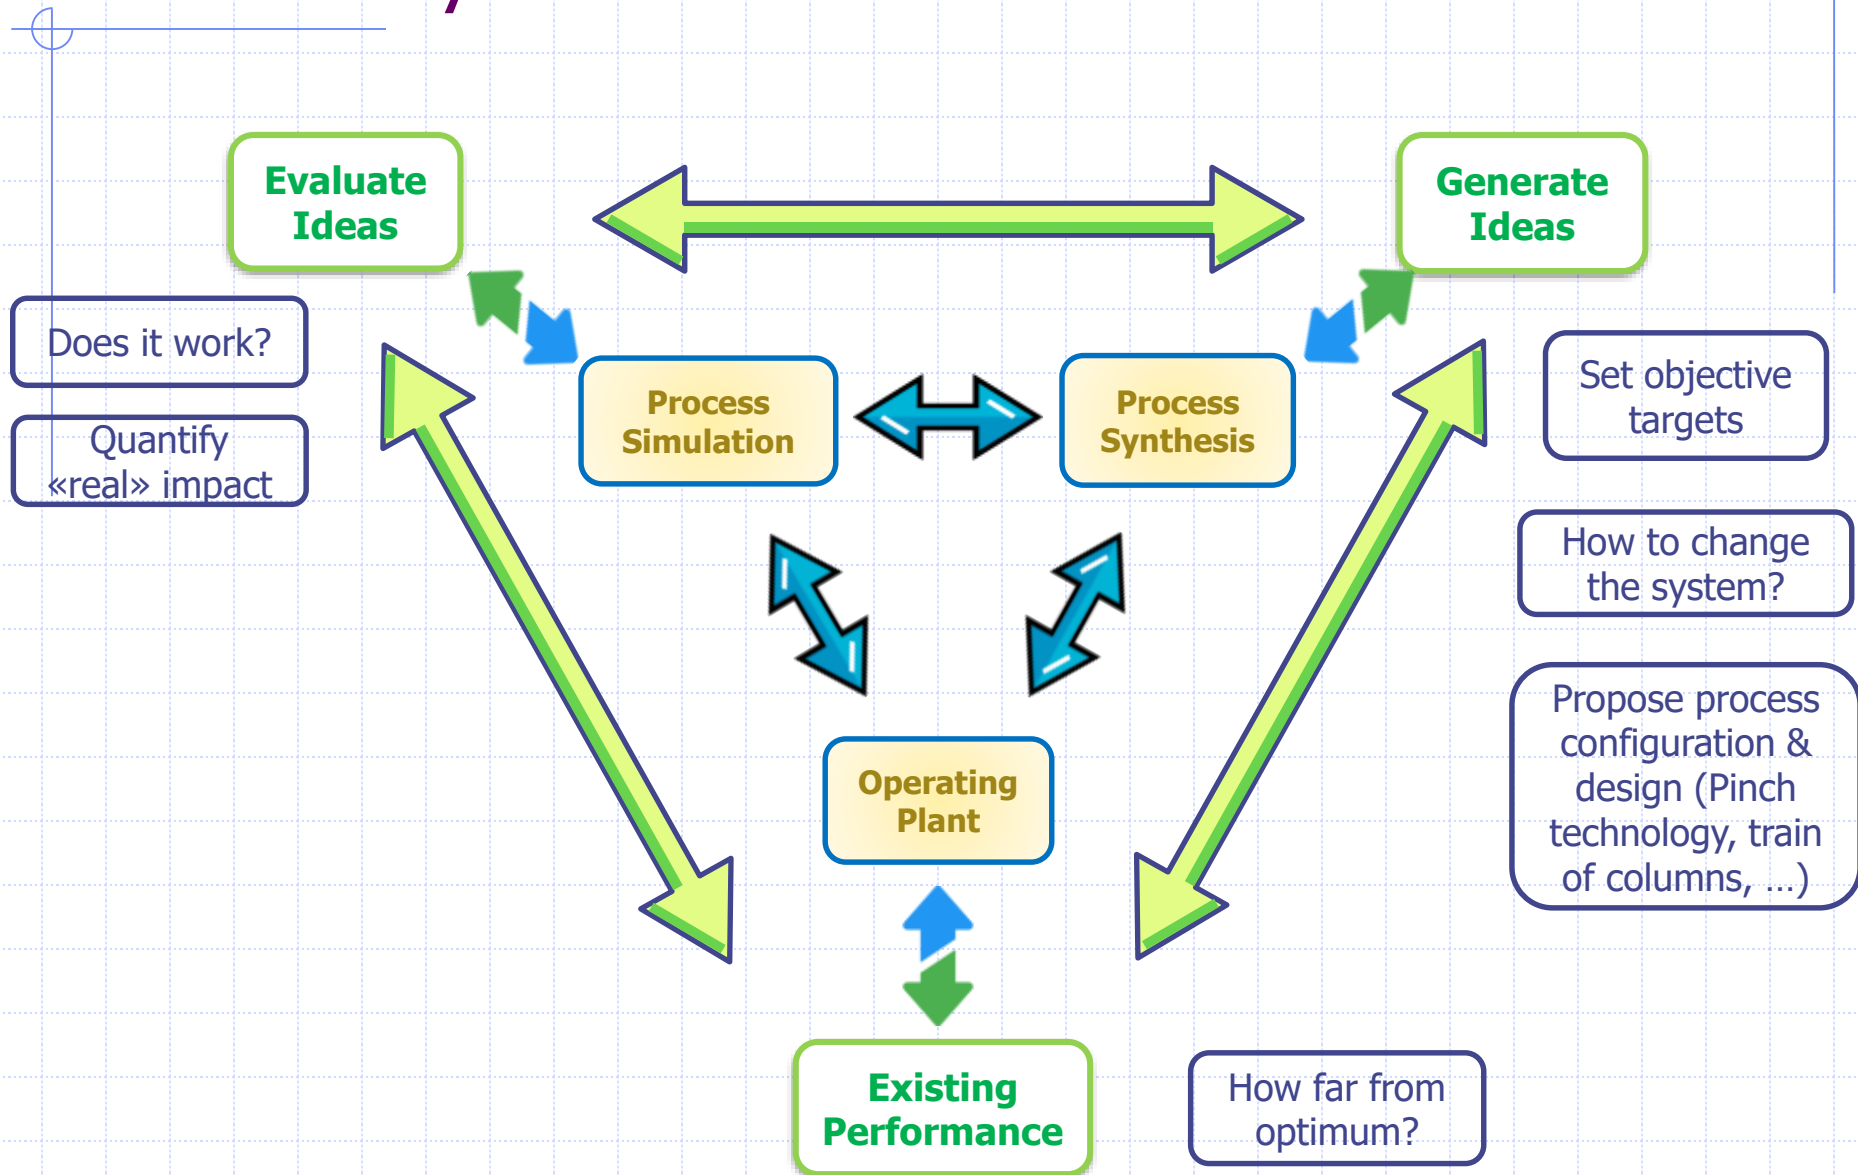 Evaluate
Ideas
Generate
Ideas
Does it work?
Quantify
«real» impact
Process
Simulation
Process
Synthesis
Set objective
targets
How to change
the system?
Propose process
configuration &
design (Pinch
technology, train
of columns, ...)
Operating
Plant
Existing
Performance
How far from
optimum?